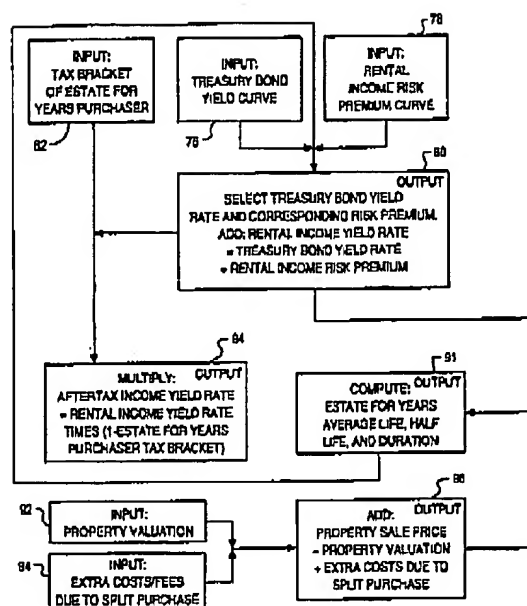 78
INPUT:
TAX BRACKET
OF ESTATE FOR
YEARS PURCHASER
82
INPUT:
TREASURY BOND
YIELD CURVE
76
INPUT:
RENTAL
INCOME RISK
PREMIUM CURVE
80
OUTPUT
SELECT TREASURY BOND YIELD
RATE AND CORRESPONDING RISK PREMIUM.
ADD: RENTAL INCOME YIELD RATE
= TREASURY BOND YIELD RATE
+ RENTAL INCOME RISK PREMIUM
84
OUTPUT
MULTIPLY:
AFTERTAX INCOME YIELD RATE
= RENTAL INCOME YIELD RATE
TIMES (1-ESTATE FOR YEARS
PURCHASER TAX BRACKET)
91
OUTPUT
COMPUTE:
ESTATE FOR YEARS
AVERAGE LIFE, HALF
LIFE, AND DURATION
92
INPUT:
PROPERTY VALUATION
94
INPUT:
EXTRA COSTS/FEES
DUE TO SPLIT PURCHASE
OUTPUT
ADD:
PROPERTY SALE PRICE
= PROPERTY VALUATION
+ EXTRA COSTS DUE TO
SPLIT PURCHASE